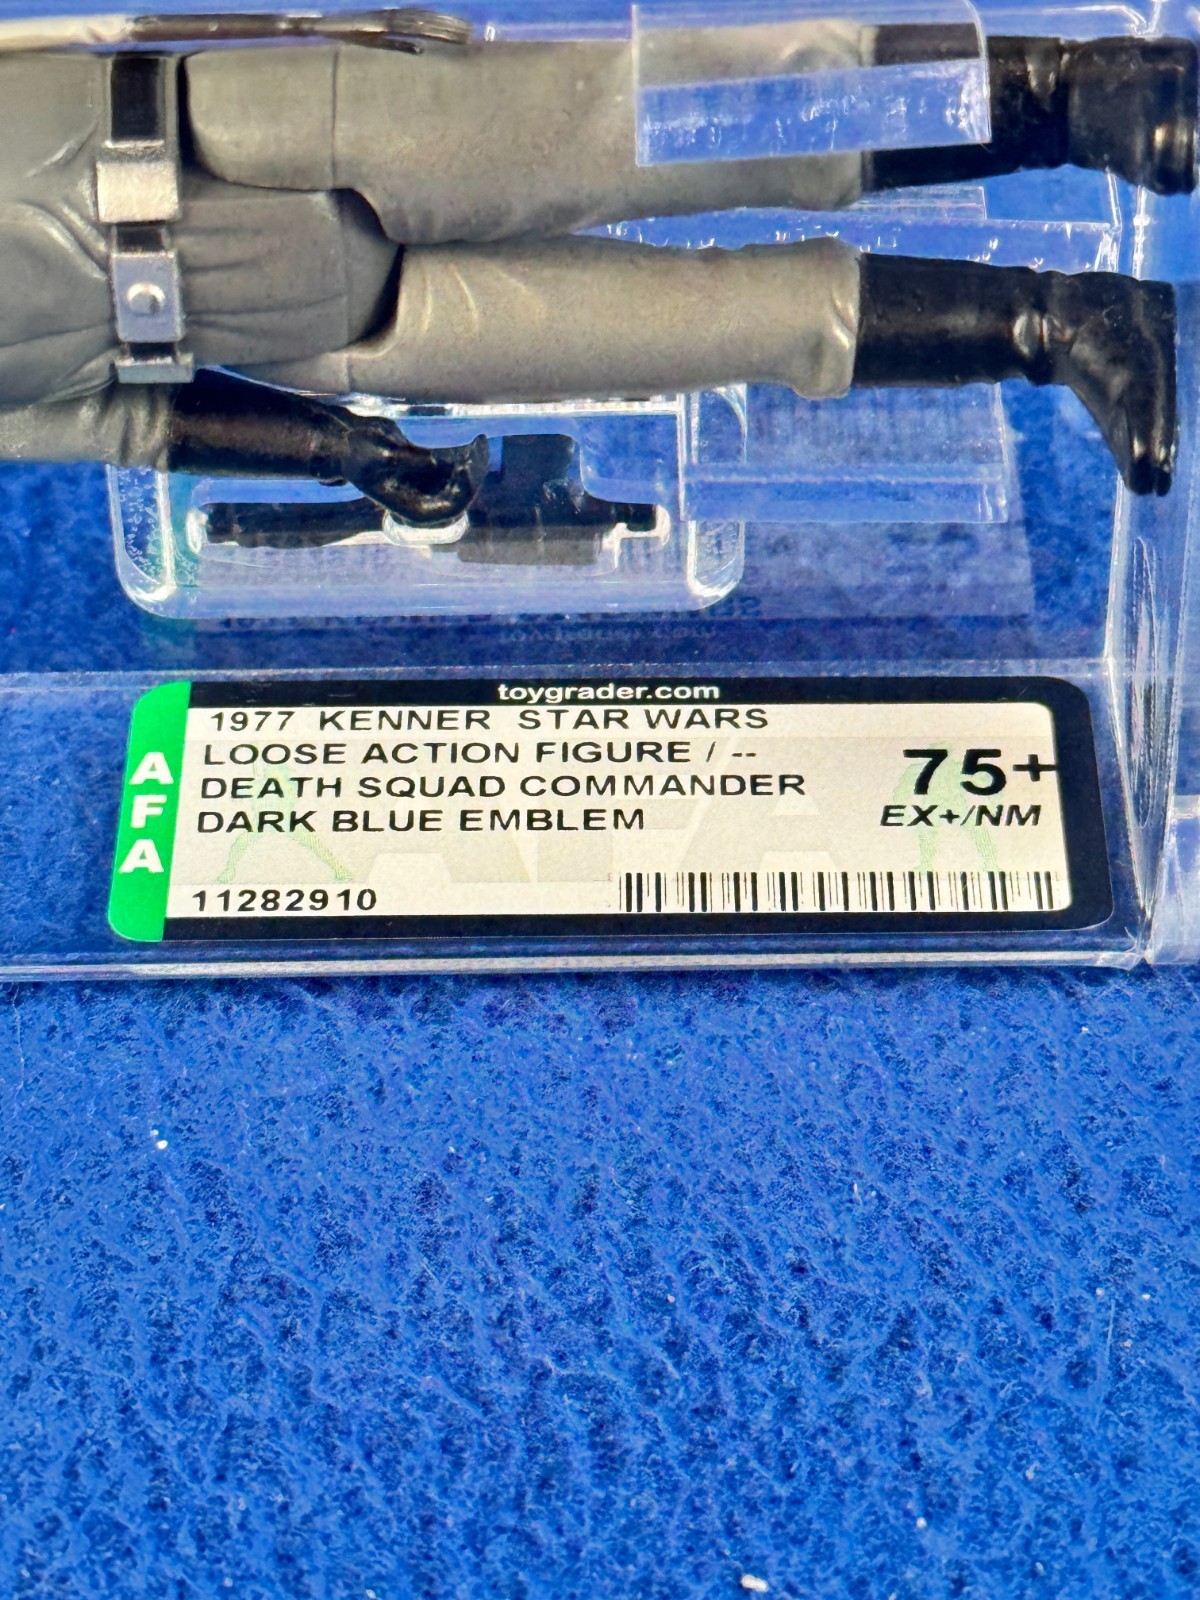 toygrader.com
1977 KENNER STAR WARS
LOOSE ACTION FIGURE / --
DEATH SQUAD COMMANDER
DARK BLUE EMBLEM
75+
EX+/NM
11282910
AFA